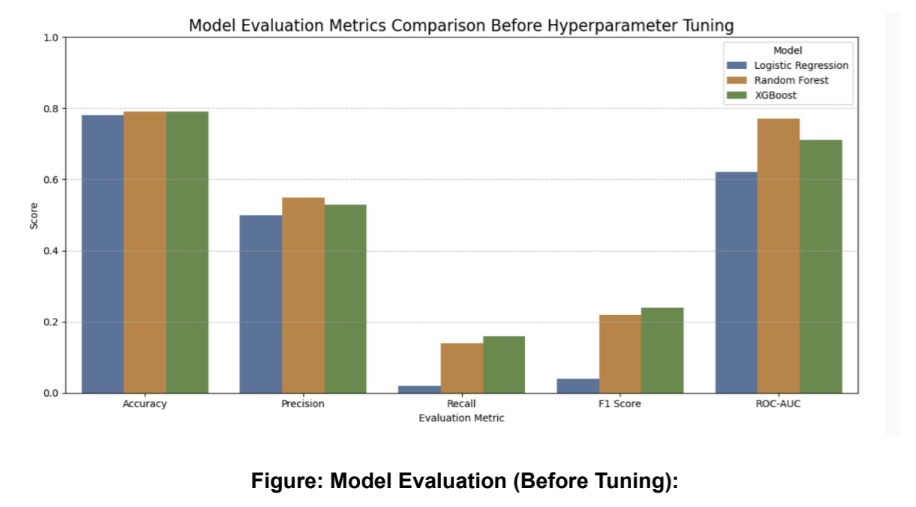 Model Evaluation Metrics Comparison Before Hyperparameter Tuning
Model
Logistic Regression
Random Forest
XGBoost
Score
1.0
0.8
0.6
0.4
0.2
0.0
Accuracy
Precision
Recall
F1 Score
ROC-AUC
Evaluation Metric
Figure: Model Evaluation (Before Tuning):